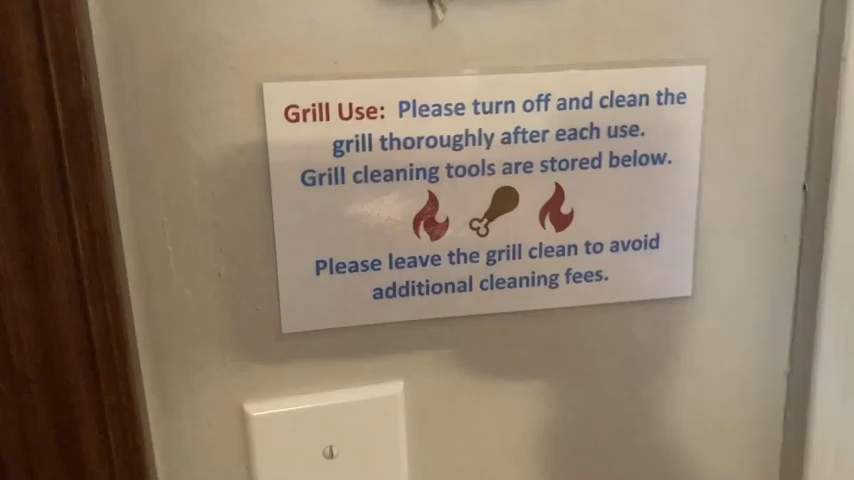 Grill Use: Please turn off and clean the
grill thoroughly after each use.
Grill cleaning tools are stored below.
Please leave the grill clean to avoid
additional cleaning fees.